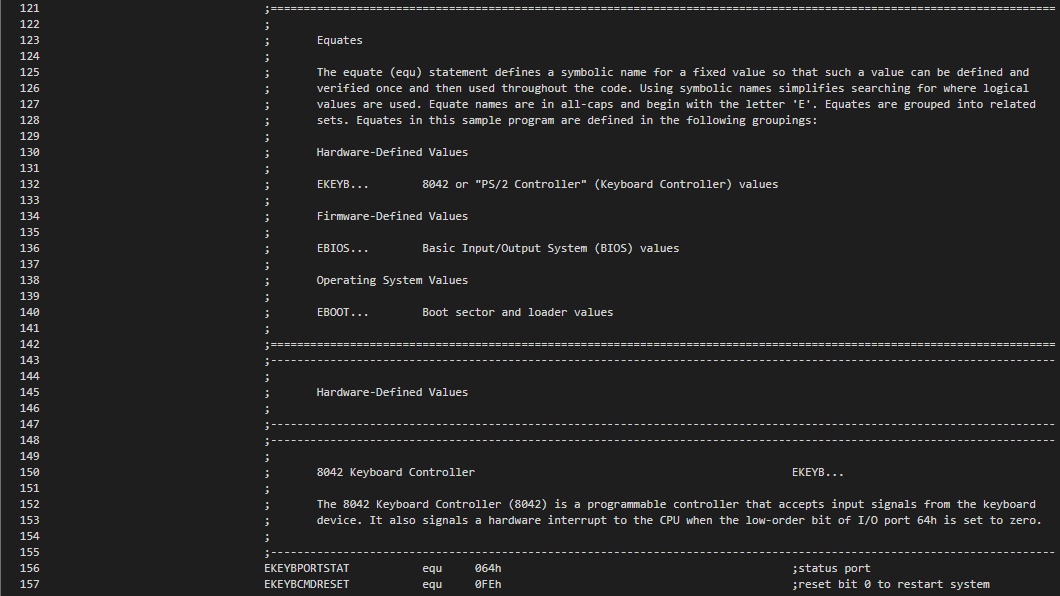 121 ;=======================================================================================================================
122 ;
123 ; Equates
124 ;
125 ; The equate (equ) statement defines a symbolic name for a fixed value so that such a value can be defined and
126 ; verified once and then used throughout the code. Using symbolic names simplifies searching for where logical
127 ; values are used. Equate names are in all-caps and begin with the letter 'E'. Equates are grouped into related
128 ; sets. Equates in this sample program are defined in the following groupings:
129 ;
130 ; Hardware-Defined Values
131 ;
132 ; EKEYB... 8042 or "PS/2 Controller" (Keyboard Controller) values
133 ;
134 ; Firmware-Defined Values
135 ;
136 ; EBIOS... Basic Input/Output System (BIOS) values
137 ;
138 ; Operating System Values
139 ;
140 ; EBOOT... Boot sector and loader values
141 ;
142 ;=======================================================================================================================
143 ;-----------------------------------------------------------------------------------------------------------------------
144 ;
145 ; Hardware-Defined Values
146 ;
147 ;-----------------------------------------------------------------------------------------------------------------------
148 ;-----------------------------------------------------------------------------------------------------------------------
149 ;
150 ; 8042 Keyboard Controller EKEYB...
151 ;
152 ; The 8042 Keyboard Controller (8042) is a programmable controller that accepts input signals from the keyboard
153 ; device. It also signals a hardware interrupt to the CPU when the low-order bit of I/O port 64h is set to zero.
154 ;
155 ;-----------------------------------------------------------------------------------------------------------------------
156 EKEYBPORTSTAT equ 064h ;status port
157 EKEYBCMDRESET equ 0FEh ;reset bit 0 to restart system